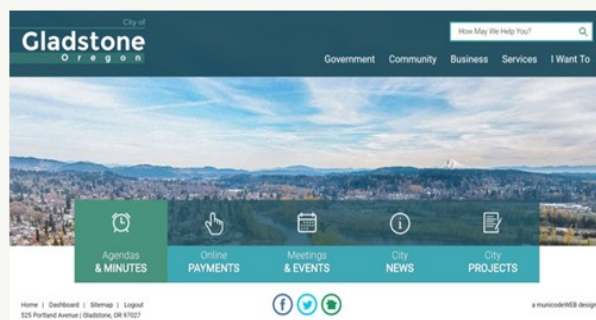 City of
Gladstone
Oregon
How May We Help You?
Government Community Business Services I Want To
Agendas
& MINUTES
Online
PAYMENTS
Meetings
& EVENTS
City
NEWS
City
PROJECTS
Home | Dashboard | Sitemap | Logout
525 Portland Avenue | Gladstone, OR 97027
a municodeWEB design